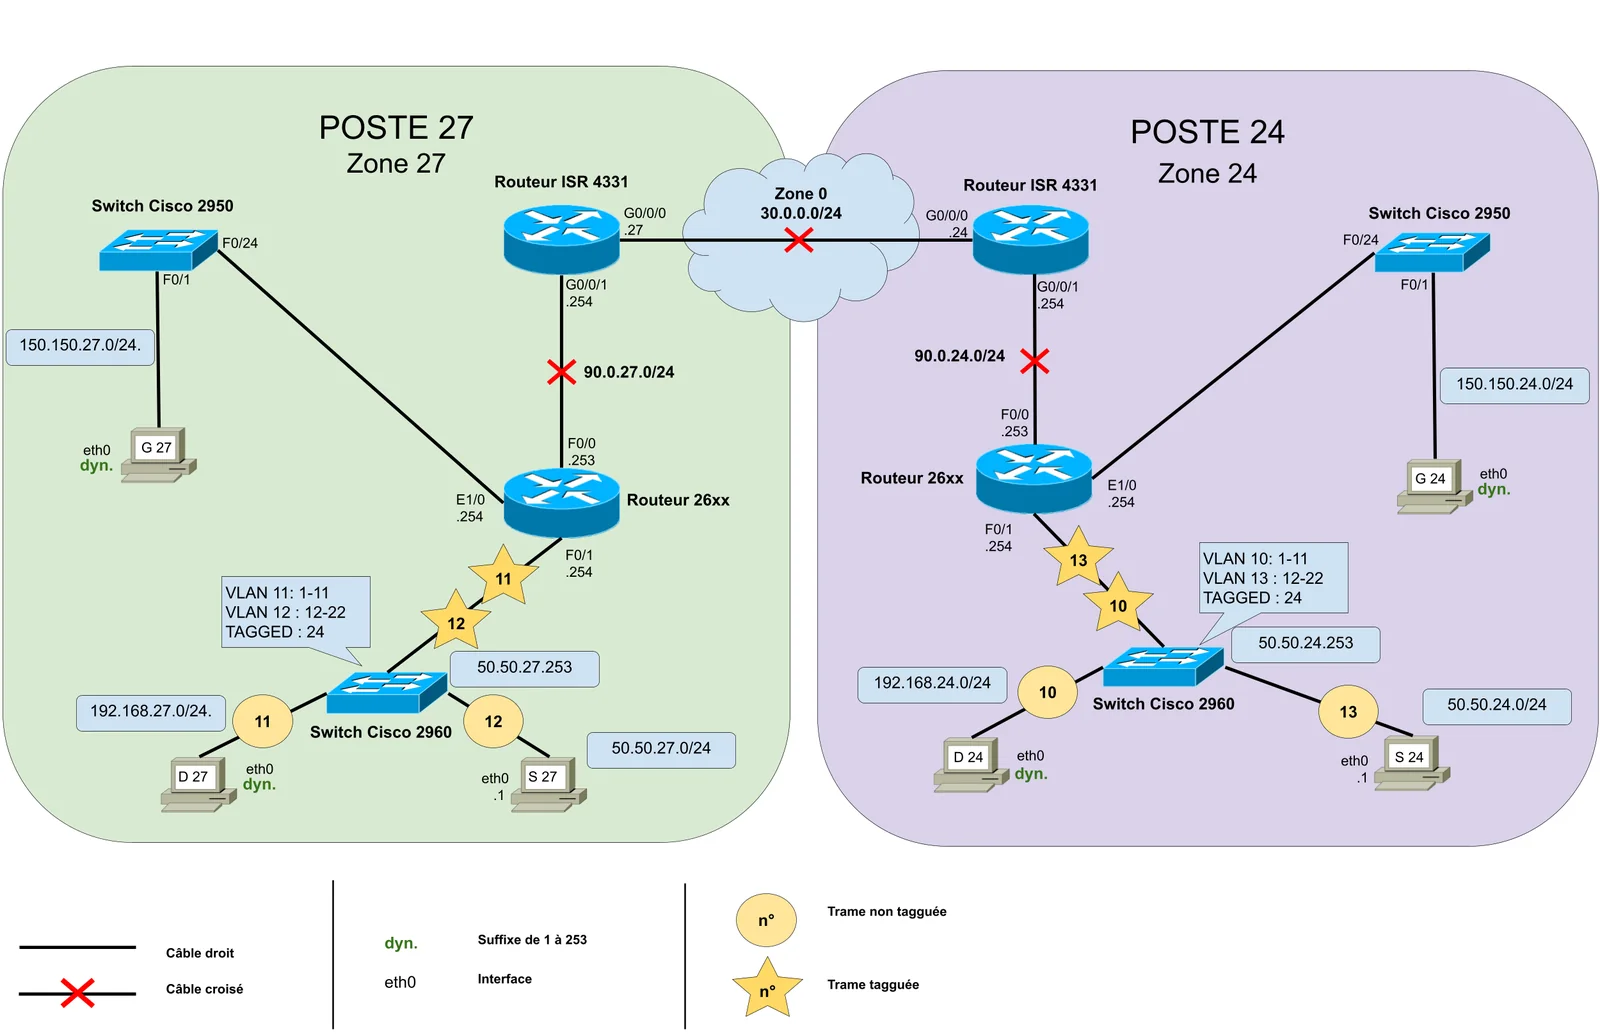 POSTE 27
Zone 27
Switch Cisco 2950
F0/24
F0/1
150.150.27.0/24.
G 27
eth0
dyn.
Routeur ISR 4331
G0/0/0
.27
G0/0/1
.254
90.0.27.0/24
F0/0
.253
E1/0
.254
Routeur 26xx
F0/1
.254
11
12
VLAN 11: 1-11
VLAN 12 : 12-22
TAGGED : 24
50.50.27.253
192.168.27.0/24.
11
Switch Cisco 2960
12
50.50.27.0/24
D 27
eth0
dyn.
eth0
.1
S 27
Zone 0
30.0.0.0/24
POSTE 24
Zone 24
Routeur ISR 4331
G0/0/0
.24
G0/0/1
.254
90.0.24.0/24
Switch Cisco 2950
F0/24
F0/1
150.150.24.0/24
G 24
eth0
dyn.
F0/0
.253
Routeur 26xx
E1/0
.254
F0/1
.254
13
10
VLAN 10: 1-11
VLAN 13 : 12-22
TAGGED : 24
50.50.24.253
192.168.24.0/24
10
Switch Cisco 2960
13
50.50.24.0/24
D 24
eth0
dyn.
eth0
.1
S 24
Câble droit
Câble croisé
dyn.
Suffixe de 1 à 253
eth0
Interface
n°
Trame non tagguée
n°
Trame tagguée